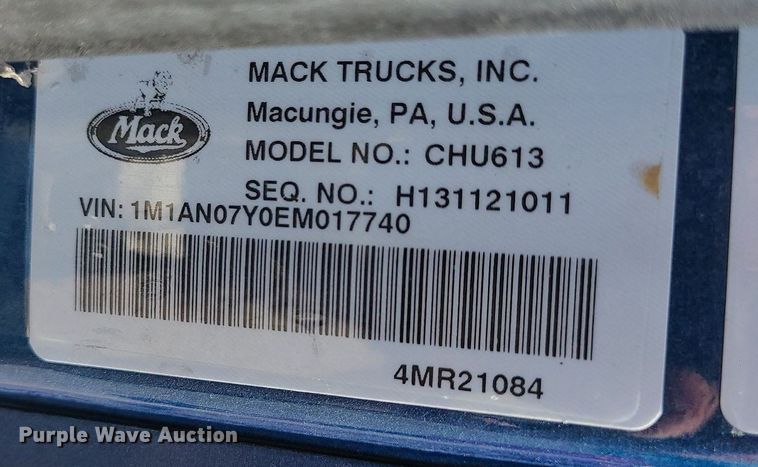 Mack
MACK TRUCKS, INC.
Macungie, PA, U.S.A.
MODEL NO.: CHU613
SEQ. NO.: H131121011
VIN: 1M1AN07Y0EM017740
4MR21084
Purple Wave Auction